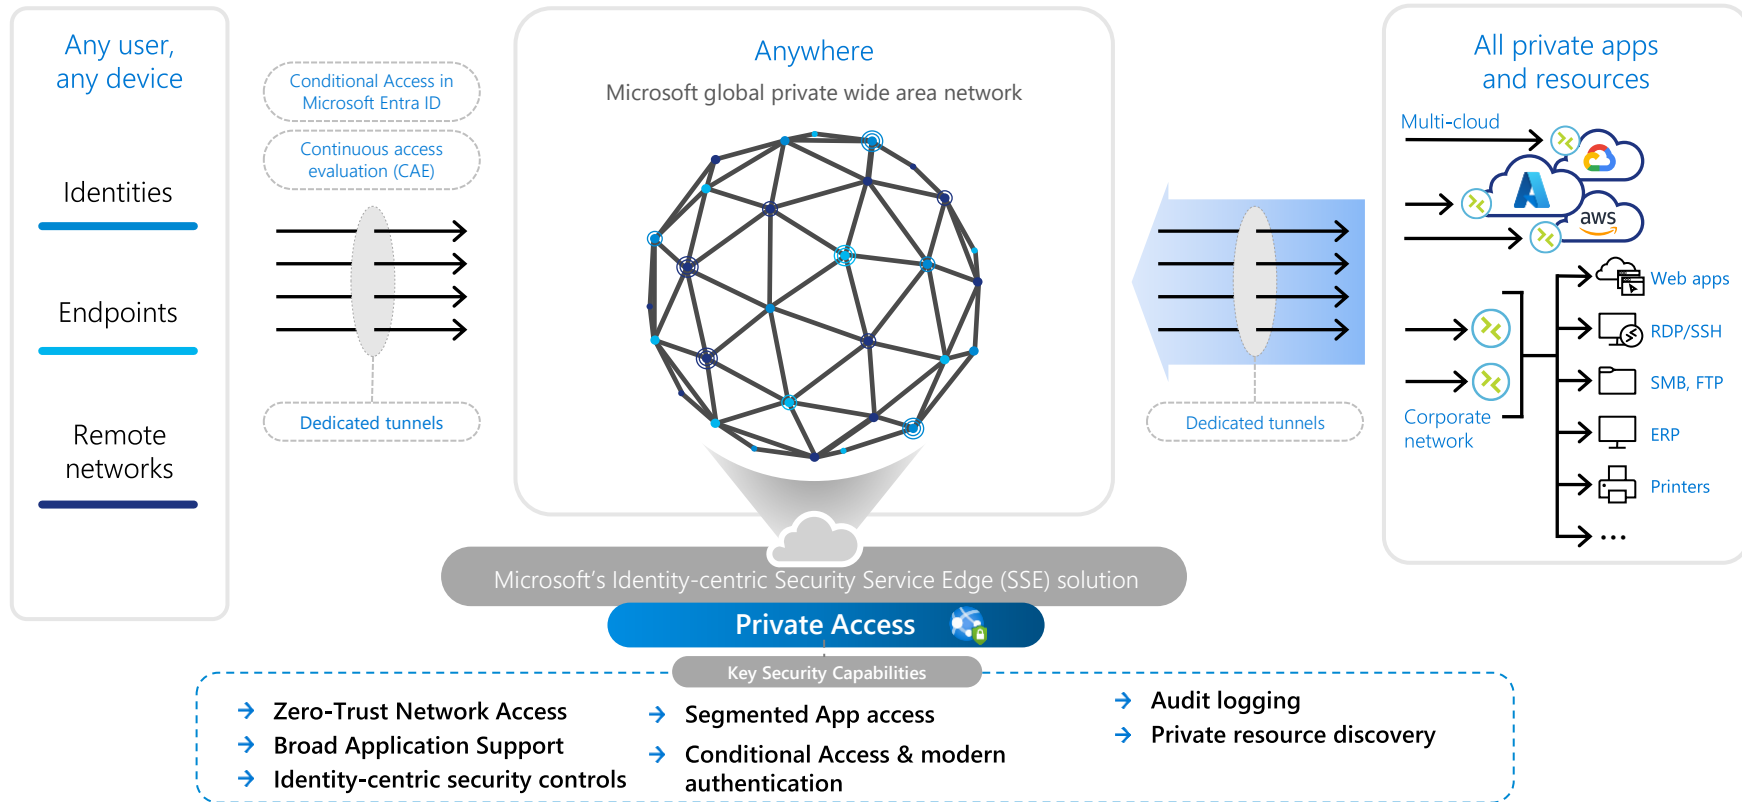 Any user,
any device
Identities
Endpoints
Remote
networks
Conditional Access in
Microsoft Entra ID
Continuous access
evaluation (CAE)
Dedicated tunnels
Anywhere
Microsoft global private wide area network
Dedicated tunnels
All private apps
and resources
Multi-cloud
aws
Corporate
network
Web apps
RDP/SSH
SMB, FTP
ERP
Printers
...
Microsoft's Identity-centric Security Service Edge (SSE) solution
Private Access
Key Security Capabilities
Zero-Trust Network Access
Broad Application Support
Identity-centric security controls
Segmented App access
Conditional Access & modern
authentication
Audit logging
Private resource discovery